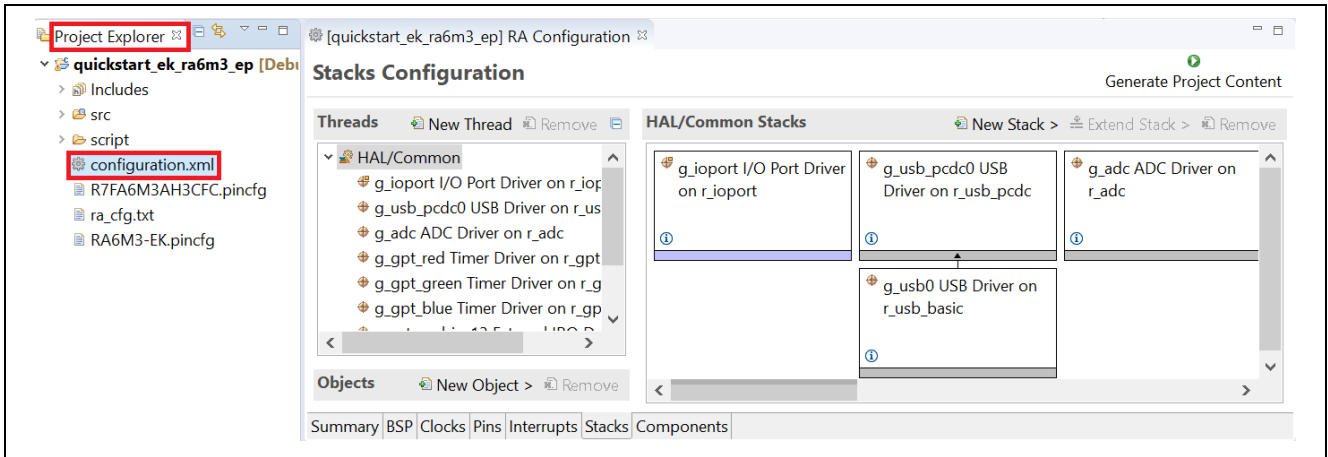 Project Explorer
quickstart_ek_ra6m3_ep [Debu
Includes
src
script
configuration.xml
R7FA6M3AH3CFC.pincfg
ra_cfg.txt
RA6M3-EK.pincfg
[quickstart_ek_ra6m3_ep] RA Configuration
Stacks Configuration
Generate Project Content
Threads
New Thread
Remove
HAL/Common
g_ioport I/O Port Driver on r_iop
g_usb_pcdc0 USB Driver on r_us
g_adc ADC Driver on r_adc
g_gpt_red Timer Driver on r_gpt
g_gpt_green Timer Driver on r_g
g_gpt_blue Timer Driver on r_gp
Objects
New Object >
Remove
HAL/Common Stacks
New Stack >
Extend Stack >
Remove
g_ioport I/O Port Driver
on r_ioport
g_usb_pcdc0 USB
Driver on r_usb_pcdc
g_adc ADC Driver on
r_adc
g_usb0 USB Driver on
r_usb_basic
Summary BSP Clocks Pins Interrupts Stacks Components